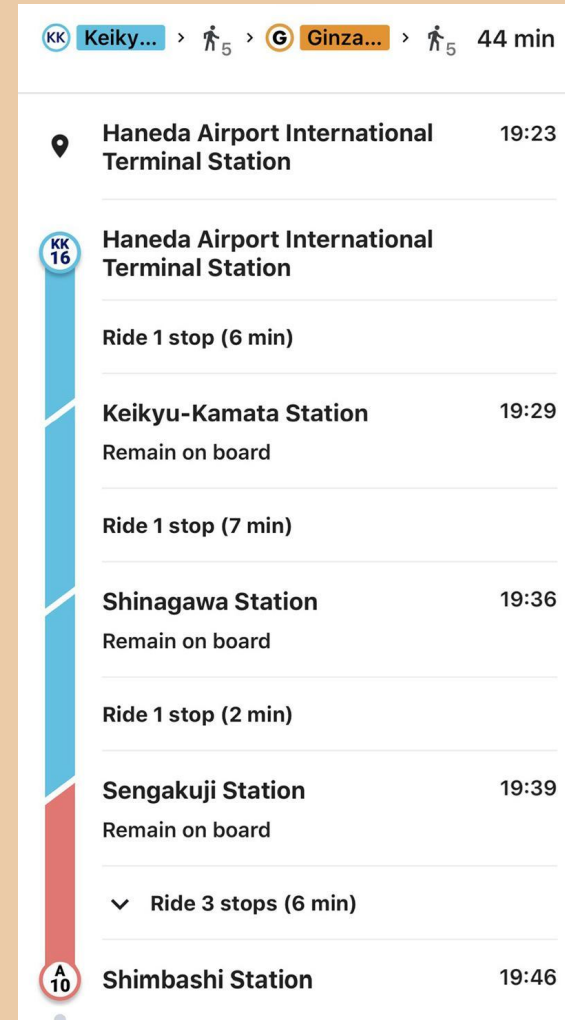 KK Keiky... > 5 > G Ginza... > 5 44 min
Haneda Airport International 19:23
Terminal Station
KK
16
Haneda Airport International
Terminal Station
Ride 1 stop (6 min)
Keikyu-Kamata Station 19:29
Remain on board
Ride 1 stop (7 min)
Shinagawa Station 19:36
Remain on board
Ride 1 stop (2 min)
Sengakuji Station 19:39
Remain on board
Ride 3 stops (6 min)
A
10
Shimbashi Station 19:46